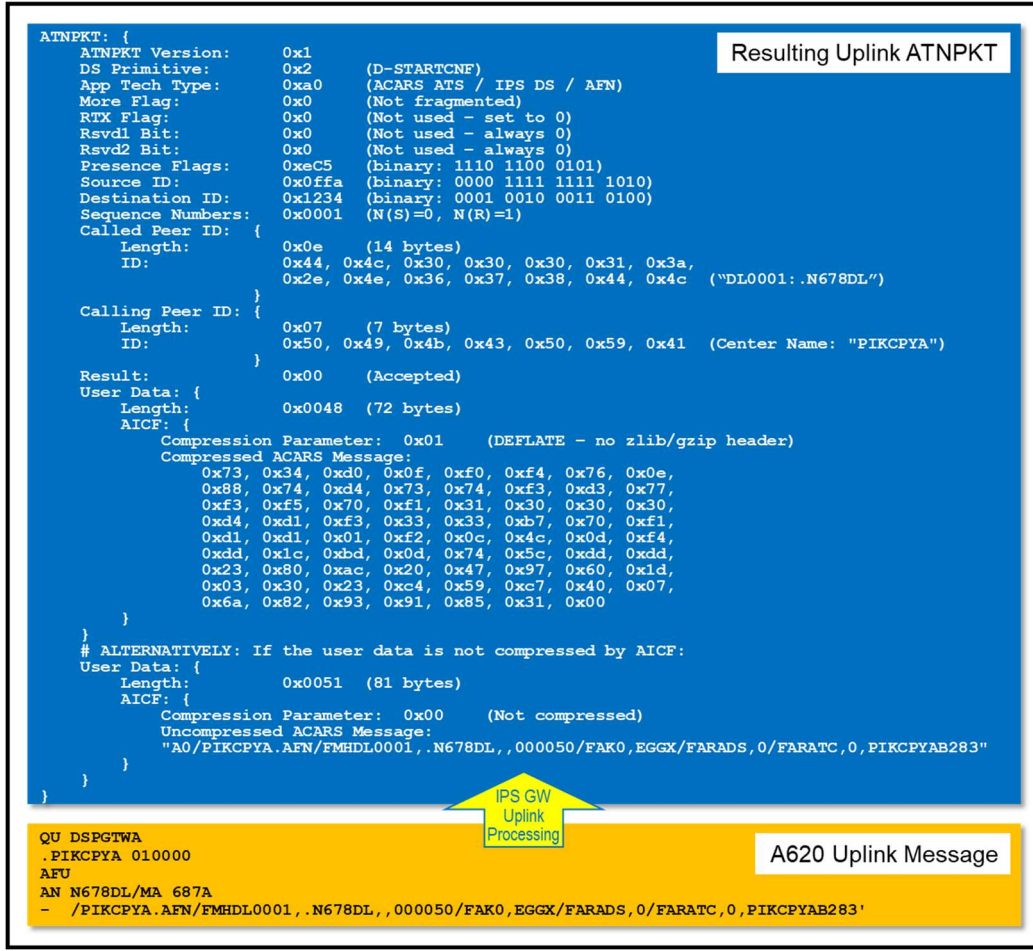 Resulting Uplink ATNPKT
ATNPKT: {
    ATNPKT Version:     0x1
    DS Primitive:       0x2    (D-STARTCNF)
    App Tech Type:      0xa0   (ACARS ATS / IPS DS / AFN)
    More Flag:          0x0    (Not fragmented)
    RTX Flag:           0x0    (Not used – set to 0)
    Rsvd1 Bit:          0x0    (Not used – always 0)
    Rsvd2 Bit:          0x0    (Not used – always 0)
    Presence Flags:     0xeC5  (binary: 1110 1100 0101)
    Source ID:          0x0ffa (binary: 0000 1111 1111 1010)
    Destination ID:     0x1234 (binary: 0001 0010 0011 0100)
    Sequence Numbers:   0x0001 (N(S)=0, N(R)=1)
    Called Peer ID:  {
        Length:         0x0e   (14 bytes)
        ID:             0x44, 0x4c, 0x30, 0x30, 0x30, 0x31, 0x3a,
                        0x2e, 0x4e, 0x36, 0x37, 0x38, 0x44, 0x4c  (“DL0001:.N678DL”)
                     }
    Calling Peer ID: {
        Length:         0x07   (7 bytes)
        ID:             0x50, 0x49, 0x4b, 0x43, 0x50, 0x59, 0x41  (Center Name: "PIKCPYA")
                     }
    Result:             0x00   (Accepted)
    User Data: {
        Length:         0x0048 (72 bytes)
        AICF: {
            Compression Parameter:  0x01    (DEFLATE – no zlib/gzip header)
            Compressed ACARS Message:
                0x73, 0x34, 0xd0, 0x0f, 0xf0, 0xf4, 0x76, 0x0e,
                0x88, 0x74, 0xd4, 0x73, 0x74, 0xf3, 0xd3, 0x77,
                0xf3, 0xf5, 0x70, 0xf1, 0x31, 0x30, 0x30, 0x30,
                0xd4, 0xd1, 0xf3, 0x33, 0x33, 0xb7, 0x70, 0xf1,
                0xd1, 0xd1, 0x01, 0xf2, 0x0c, 0x4c, 0x0d, 0xf4,
                0xdd, 0x1c, 0xbd, 0x0d, 0x74, 0x5c, 0xdd, 0xdd,
                0x23, 0x80, 0xac, 0x20, 0x47, 0x97, 0x60, 0x1d,
                0x03, 0x30, 0x23, 0xc4, 0x59, 0xc7, 0x40, 0x07,
                0x6a, 0x82, 0x93, 0x91, 0x85, 0x31, 0x00
        }
    }
    # ALTERNATIVELY: If the user data is not compressed by AICF:
    User Data: {
        Length:         0x0051 (81 bytes)
        AICF: {
            Compression Parameter:  0x00    (Not compressed)
            Uncompressed ACARS Message:
            "A0/PIKCPYA.AFN/FMHDL0001,.N678DL,,000050/FAK0,EGGX/FARADS,0/FARATC,0,PIKCPYAB283"
        }
    }
}
IPS GW
Uplink
Processing
A620 Uplink Message
QU DSPGTWA
.PIKCPYA 010000
AFU
AN N678DL/MA 687A
-  /PIKCPYA.AFN/FMHDL0001,.N678DL,,000050/FAK0,EGGX/FARADS,0/FARATC,0,PIKCPYAB283'